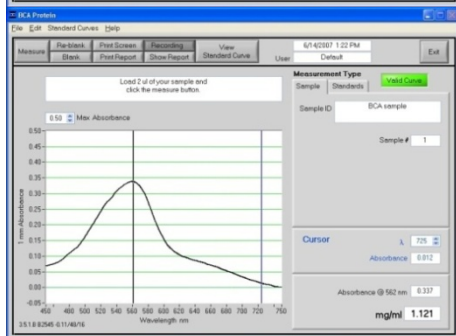 BCA Protein
File Edit Standard Curves Help
Measure
Re-blank
Print Screen
Recording
View Standard Curve
Blank
Print Report
Show Report
6/14/2007 1:22 PM
User
Default
Exit
Load 2 ul of your sample and
click the measure button.
0.50 Max Absorbance
Measurement Type
Valid Curve
Sample
Standards
Sample ID
BCA sample
Sample #
1
1 mm Absorbance
0.50
0.45
0.40
0.35
0.30
0.25
0.20
0.15
0.10
0.05
0.00
-0.05
450 480 500 520 540 560 580 600 620 640 660 680 700 720 750
Wavelength nm
Cursor
λ 725
Absorbance 0.012
Absorbance @ 562 nm 0.337
mg/ml 1.121